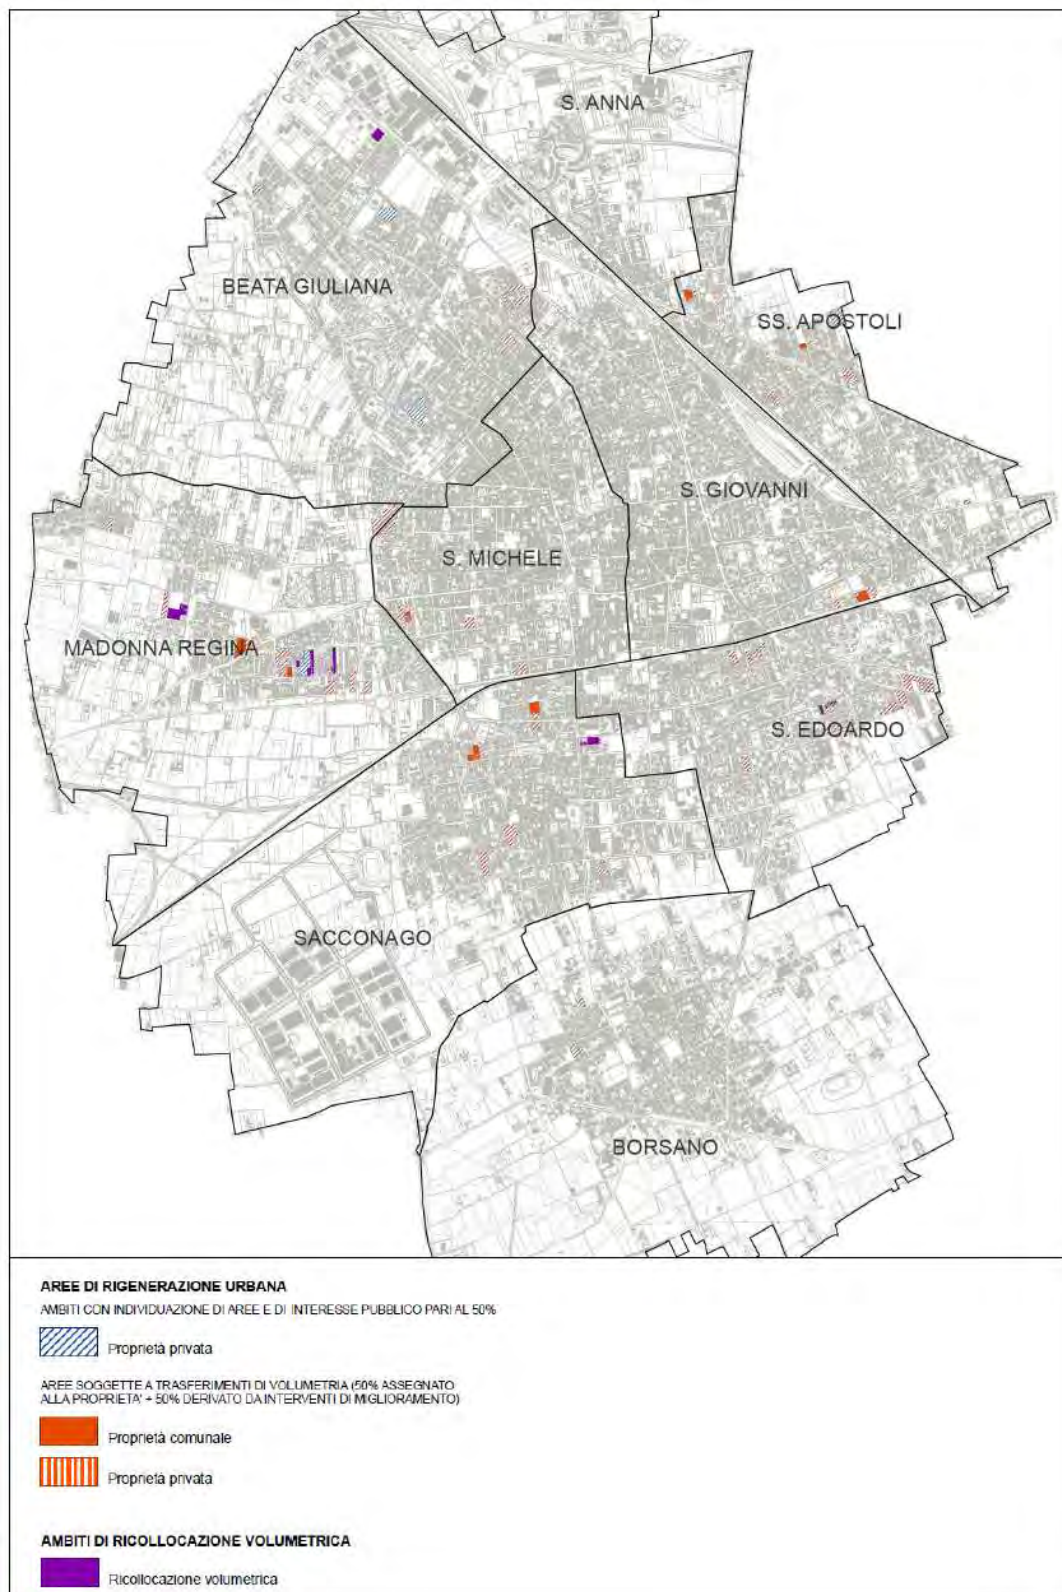 S. ANNA
BEATA GIULIANA
SS. APOSTOLI
S. GIOVANNI
S. MICHELE
MADONNA REGINA
S. EDOARDO
SACCONAGO
BORSANO
AREE DI RIGENERAZIONE URBANA
AMBITI CON INDIVIDUAZIONE DI AREE E DI INTERESSE PUBBLICO PARI AL 50%
Proprietà privata
AREE SOGGETTE A TRASFERIMENTI DI VOLUMETRIA (50% ASSEGNATO
ALLA PROPRIETA' + 50% DERIVATO DA INTERVENTI DI MIGLIORAMENTO)
Proprietà comunale
Proprietà privata
AMBITI DI RICOLLOCAZIONE VOLUMETRICA
Ricollocazione volumetrica